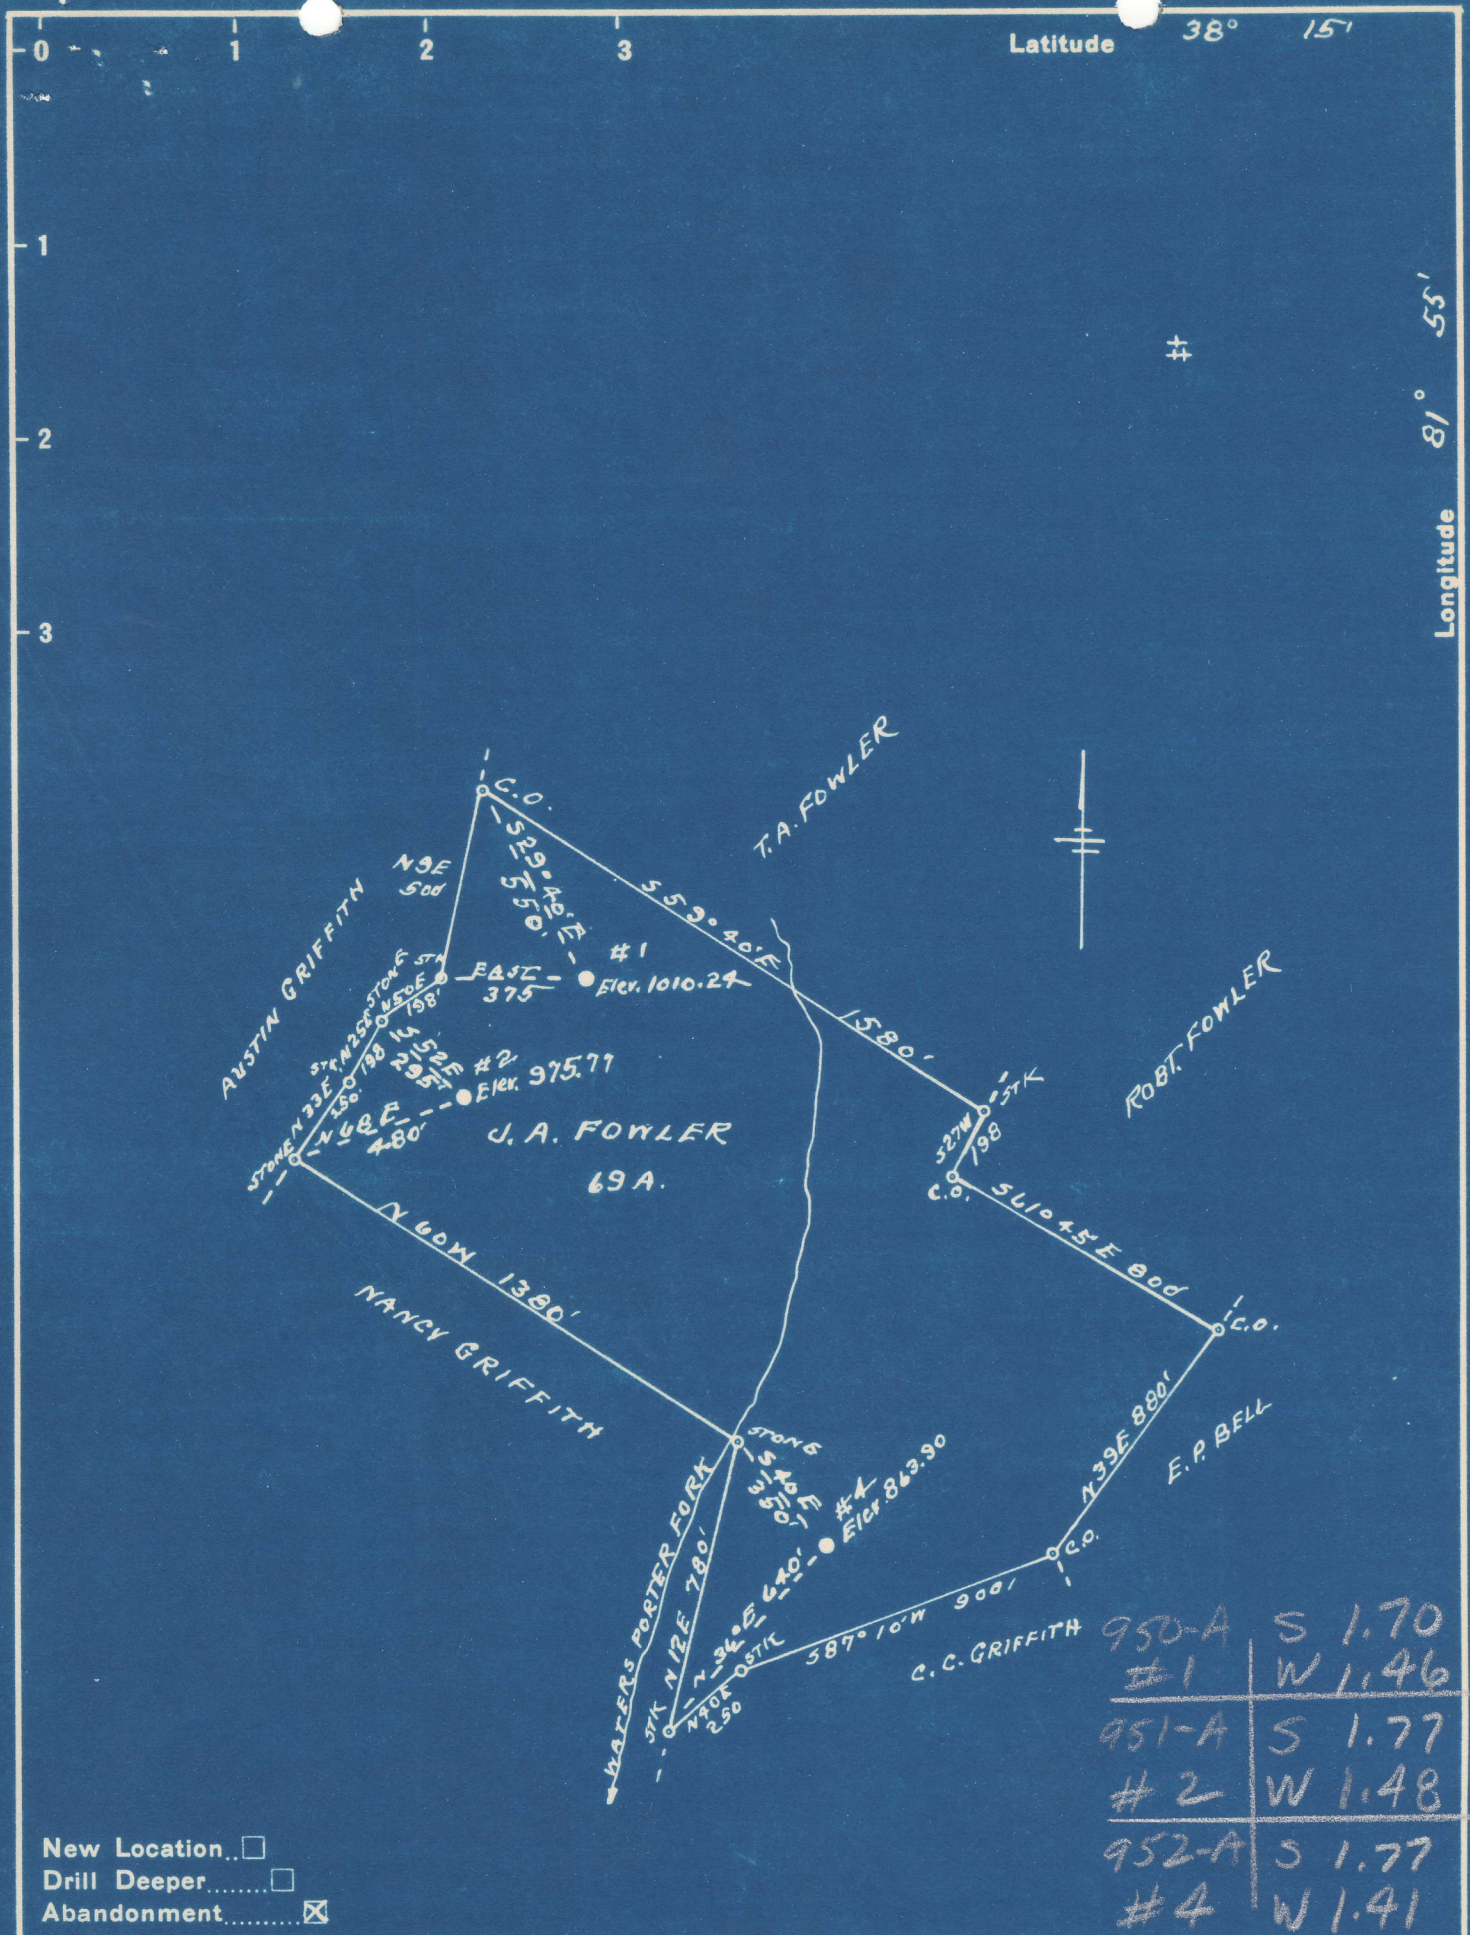 0 1 2 3 Latitude 38° 15'
1
2
3
Longitude 81° 55'
C.O.
T.A. FOWLER
N9E
500'
S29°40'E
550'
S59°40'E 1580'
AUSTIN GRIFFITH
#1
Elev. 1010.24
EAST
375
STK
STONE
N50E
198'
STK.
N25E
198
N33E
250'
STONE
S52E
295'
#2
Elev. 975.77
N68E
480'
J.A. FOWLER
69A.
ROBT. FOWLER
STK
S27W
198
C.O.
S61°45'E 800'
C.O.
N60W 1380'
NANCY GRIFFITH
N39E 880'
E.P. BELL
STONE
S40E
350'
#4
Elev. 863.90
C.O.
WATERS PORTER FORK
N12E 780'
N36°E 640'
STK
S87°10'W 900'
C.C. GRIFFITH
STK
N40E
250
950-A S 1.70
#1 W 1.46
951-A S 1.77
#2 W 1.48
952-A S 1.77
#4 W 1.41
New Location..
Drill Deeper........
Abandonment..........☒